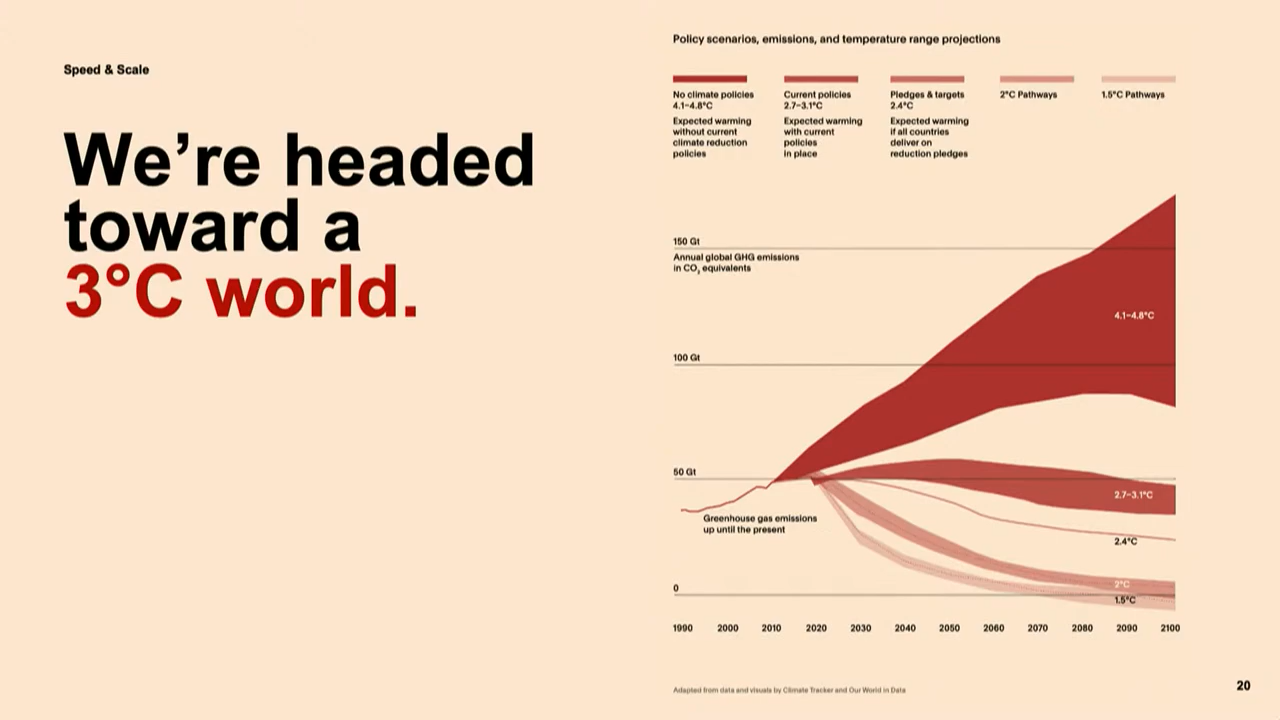 Speed & Scale
We're headed
toward a
3°C world.
Policy scenarios, emissions, and temperature range projections
No climate policies
4.1–4.8°C
Expected warming
without current
climate reduction
policies
Current policies
2.7–3.1°C
Expected warming
with current
policies
in place
Pledges & targets
2.4°C
Expected warming
if all countries
deliver on
reduction pledges
2°C Pathways
1.5°C Pathways
150 Gt
Annual global GHG emissions
in CO₂ equivalents
4.1–4.8°C
100 Gt
50 Gt
2.7–3.1°C
Greenhouse gas emissions
up until the present
2.4°C
2°C
0
1.5°C
1990 2000 2010 2020 2030 2040 2050 2060 2070 2080 2090 2100
Adapted from data and visuals by Climate Tracker and Our World in Data
20